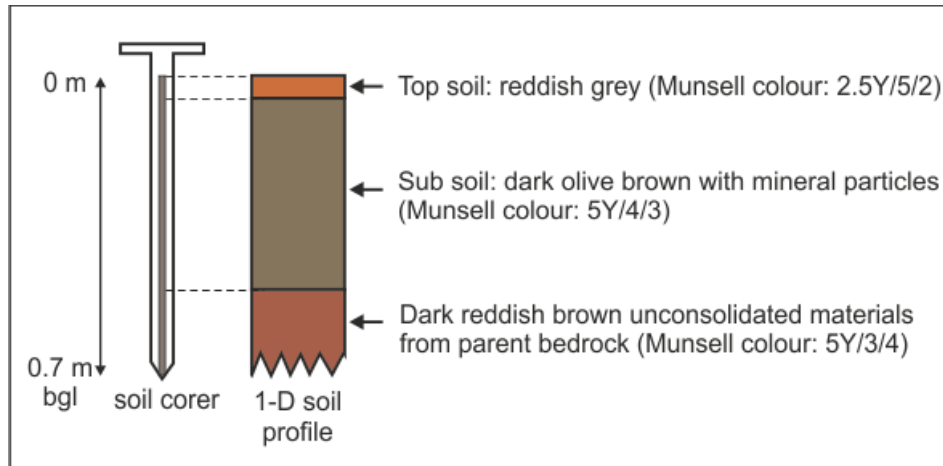 0 m
Top soil: reddish grey (Munsell colour: 2.5Y/5/2)
Sub soil: dark olive brown with mineral particles
(Munsell colour: 5Y/4/3)
Dark reddish brown unconsolidated materials
from parent bedrock (Munsell colour: 5Y/3/4)
0.7 m
bgl
soil corer
1-D soil
profile